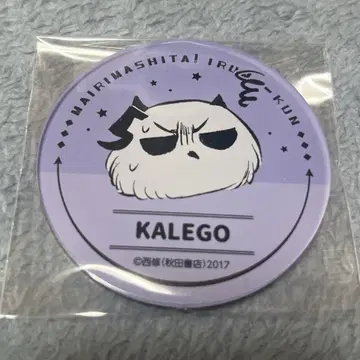 MAIRIMASHITA! IRUMA-KUN
KALEGO
©西修(秋田書店)2017